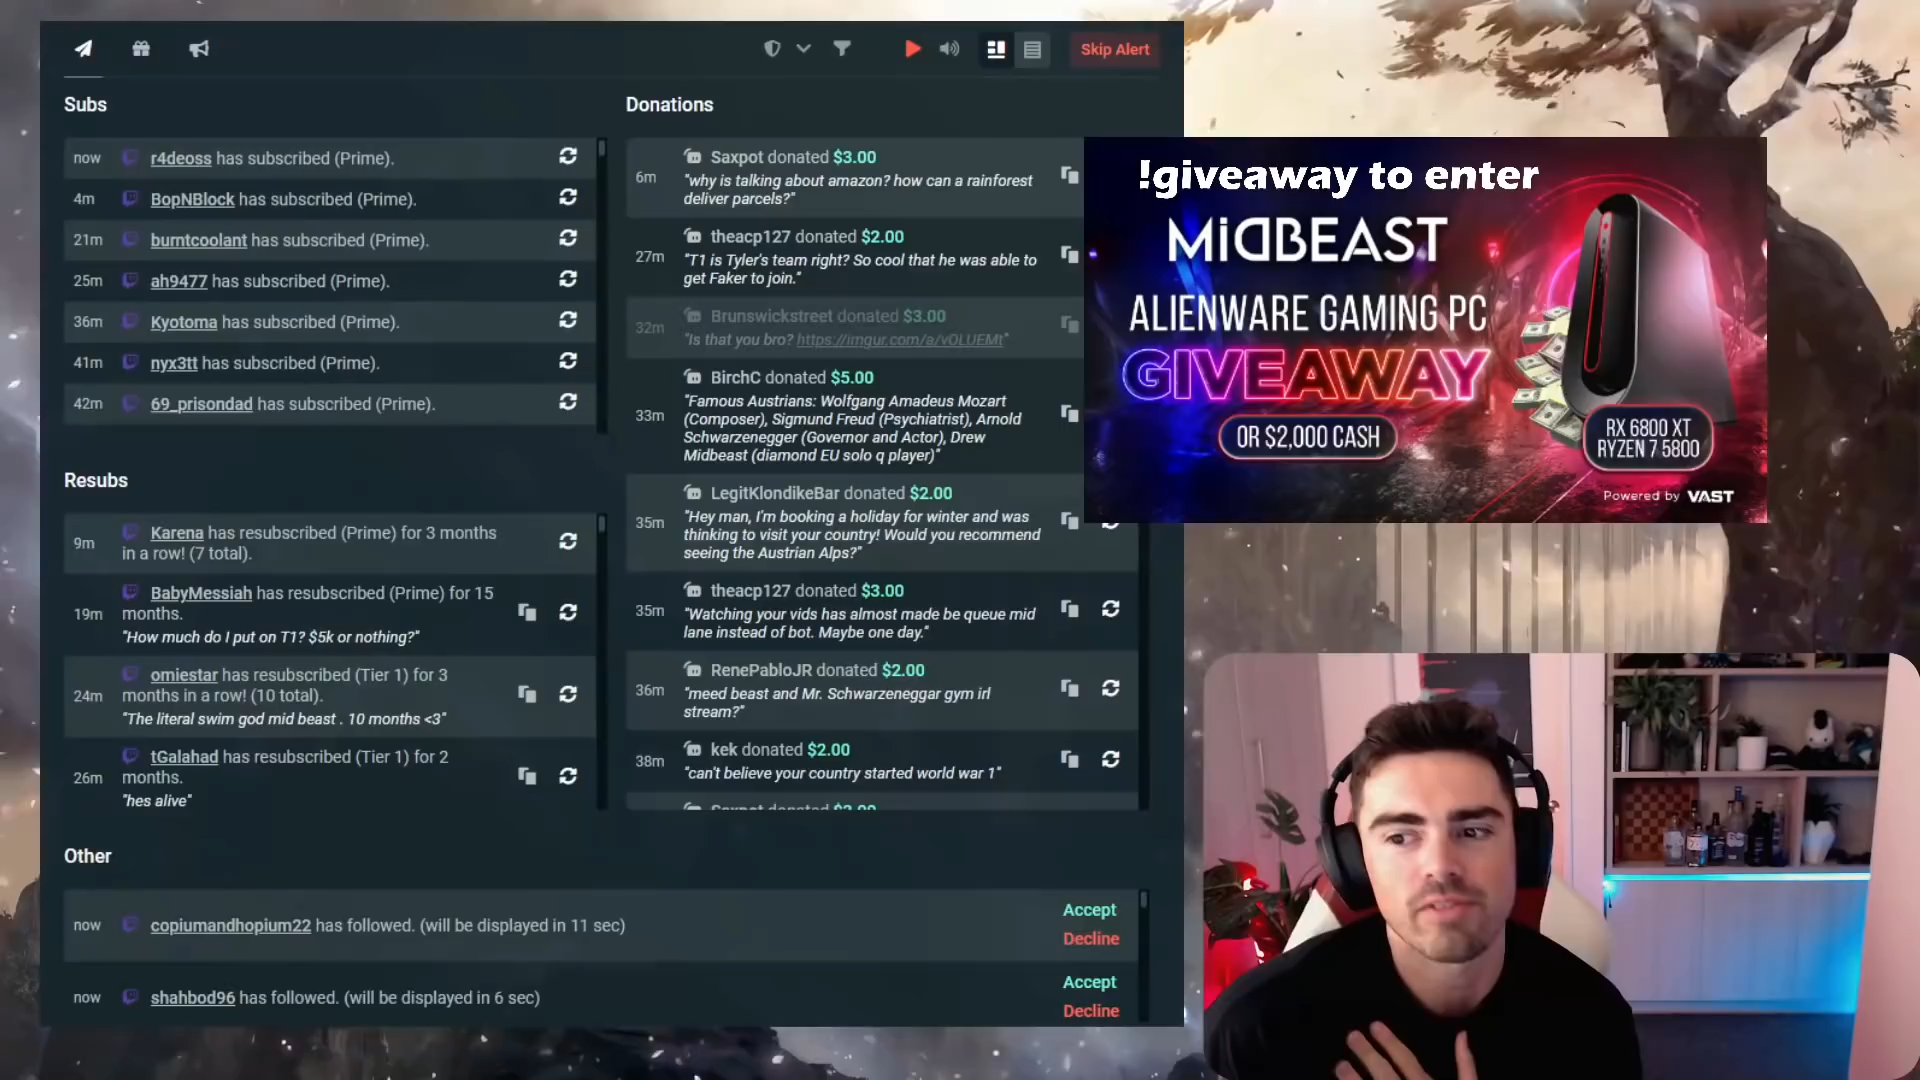 Skip Alert
Subs
now r4deoss has subscribed (Prime).
4m BopNBlock has subscribed (Prime).
21m burntcoolant has subscribed (Prime).
25m ah9477 has subscribed (Prime).
36m Kyotoma has subscribed (Prime).
41m nyx3tt has subscribed (Prime).
42m 69_prisondad has subscribed (Prime).
Resubs
9m Karena has resubscribed (Prime) for 3 months
in a row! (7 total).
19m BabyMessiah has resubscribed (Prime) for 15
months.
"How much do I put on T1? $5k or nothing?"
24m omiestar has resubscribed (Tier 1) for 3
months in a row! (10 total).
"The literal swim god mid beast . 10 months <3"
26m tGalahad has resubscribed (Tier 1) for 2
months.
"hes alive"
Donations
6m Saxpot donated $3.00
"why is talking about amazon? how can a rainforest
deliver parcels?"
27m theacp127 donated $2.00
"T1 is Tyler's team right? So cool that he was able to
get Faker to join."
32m Brunswickstreet donated $3.00
"Is that you bro? https://imgur.com/a/vOLUEMt"
33m BirchC donated $5.00
"Famous Austrians: Wolfgang Amadeus Mozart
(Composer), Sigmund Freud (Psychiatrist), Arnold
Schwarzenegger (Governor and Actor), Drew
Midbeast (diamond EU solo q player)"
35m LegitKlondikeBar donated $2.00
"Hey man, I'm booking a holiday for winter and was
thinking to visit your country! Would you recommend
seeing the Austrian Alps?"
35m theacp127 donated $3.00
"Watching your vids has almost made be queue mid
lane instead of bot. Maybe one day."
36m RenePabloJR donated $2.00
"meed beast and Mr. Schwarzeneggar gym irl
stream?"
38m kek donated $2.00
"can't believe your country started world war 1"
Saxpot donated $3.00
Other
now copiumandhopium22 has followed. (will be displayed in 11 sec)
Accept
Decline
now shahbod96 has followed. (will be displayed in 6 sec)
Accept
Decline
!giveaway to enter
MIDBEAST
ALIENWARE GAMING PC
GIVEAWAY
OR $2,000 CASH
RX 6800 XT
RYZEN 7 5800
Powered by VAST